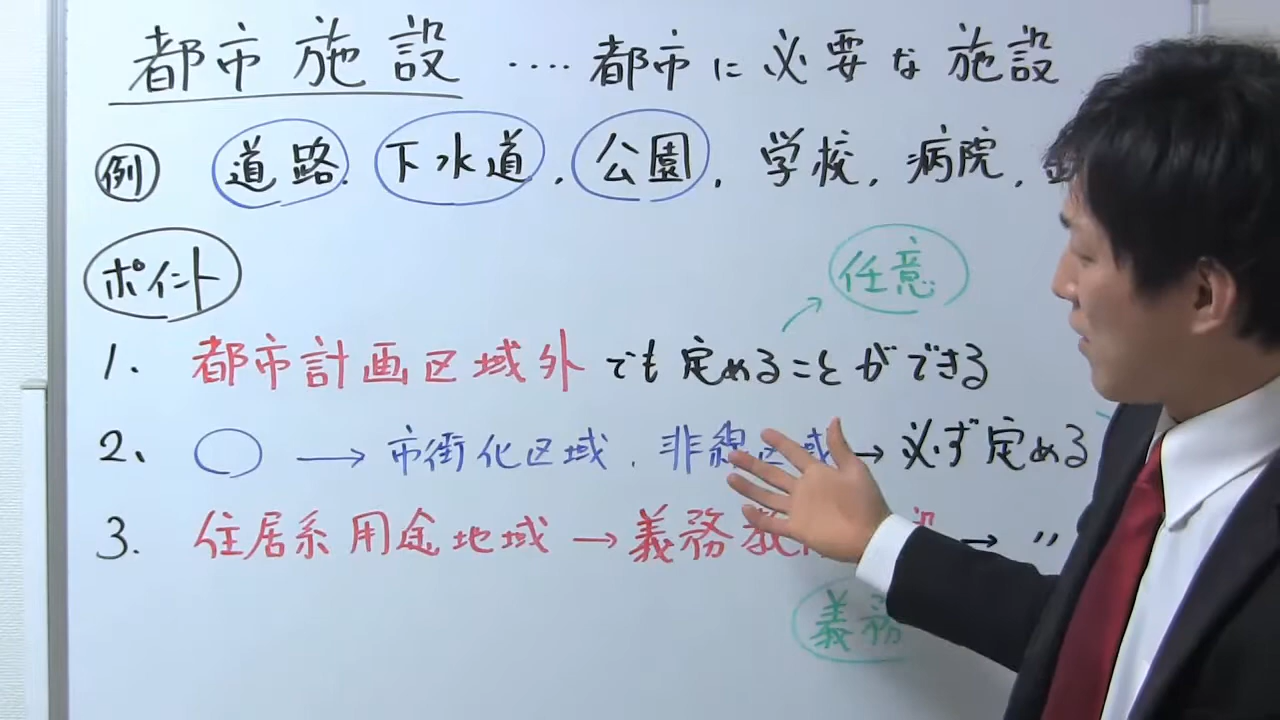 都市施設 ‥‥ 都市に必要な施設
例 道路, 下水道, 公園, 学校, 病院,
ポイント
任意
1. 都市計画区域外 でも 定めることができる
2. ○ → 市街化区域, 非線区域 → 必ず定める
3. 住居系用途地域 → 義務教 → 〃
義務